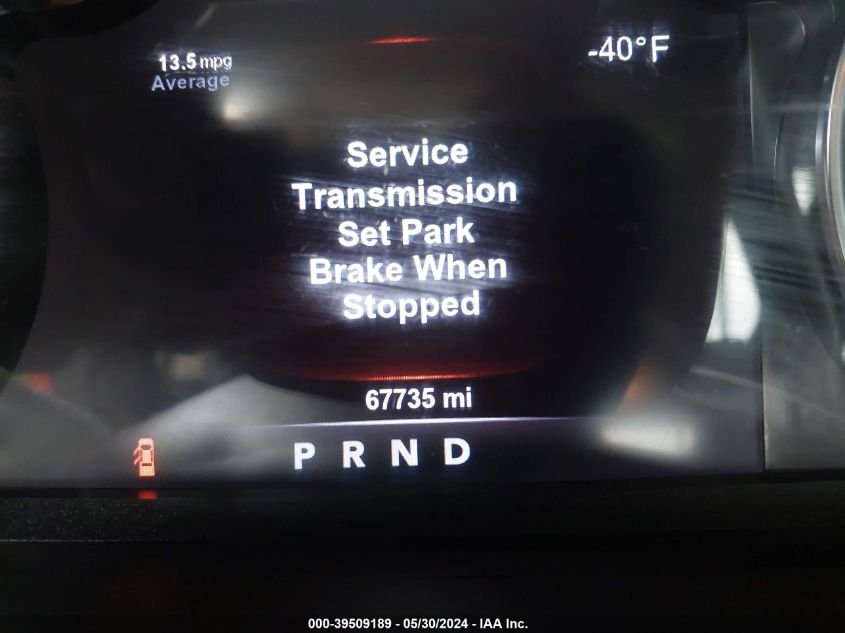 13.5 mpg
Average
-40°F
Service
Transmission
Set Park
Brake When
Stopped
67735 mi
P R N D
000-39509189 - 05/30/2024 - IAA Inc.